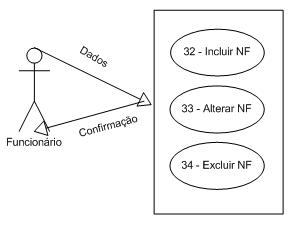 Dados
32 - Incluir NF
33 - Alterar NF
Confirmação
Funcionário
34 - Excluir NF